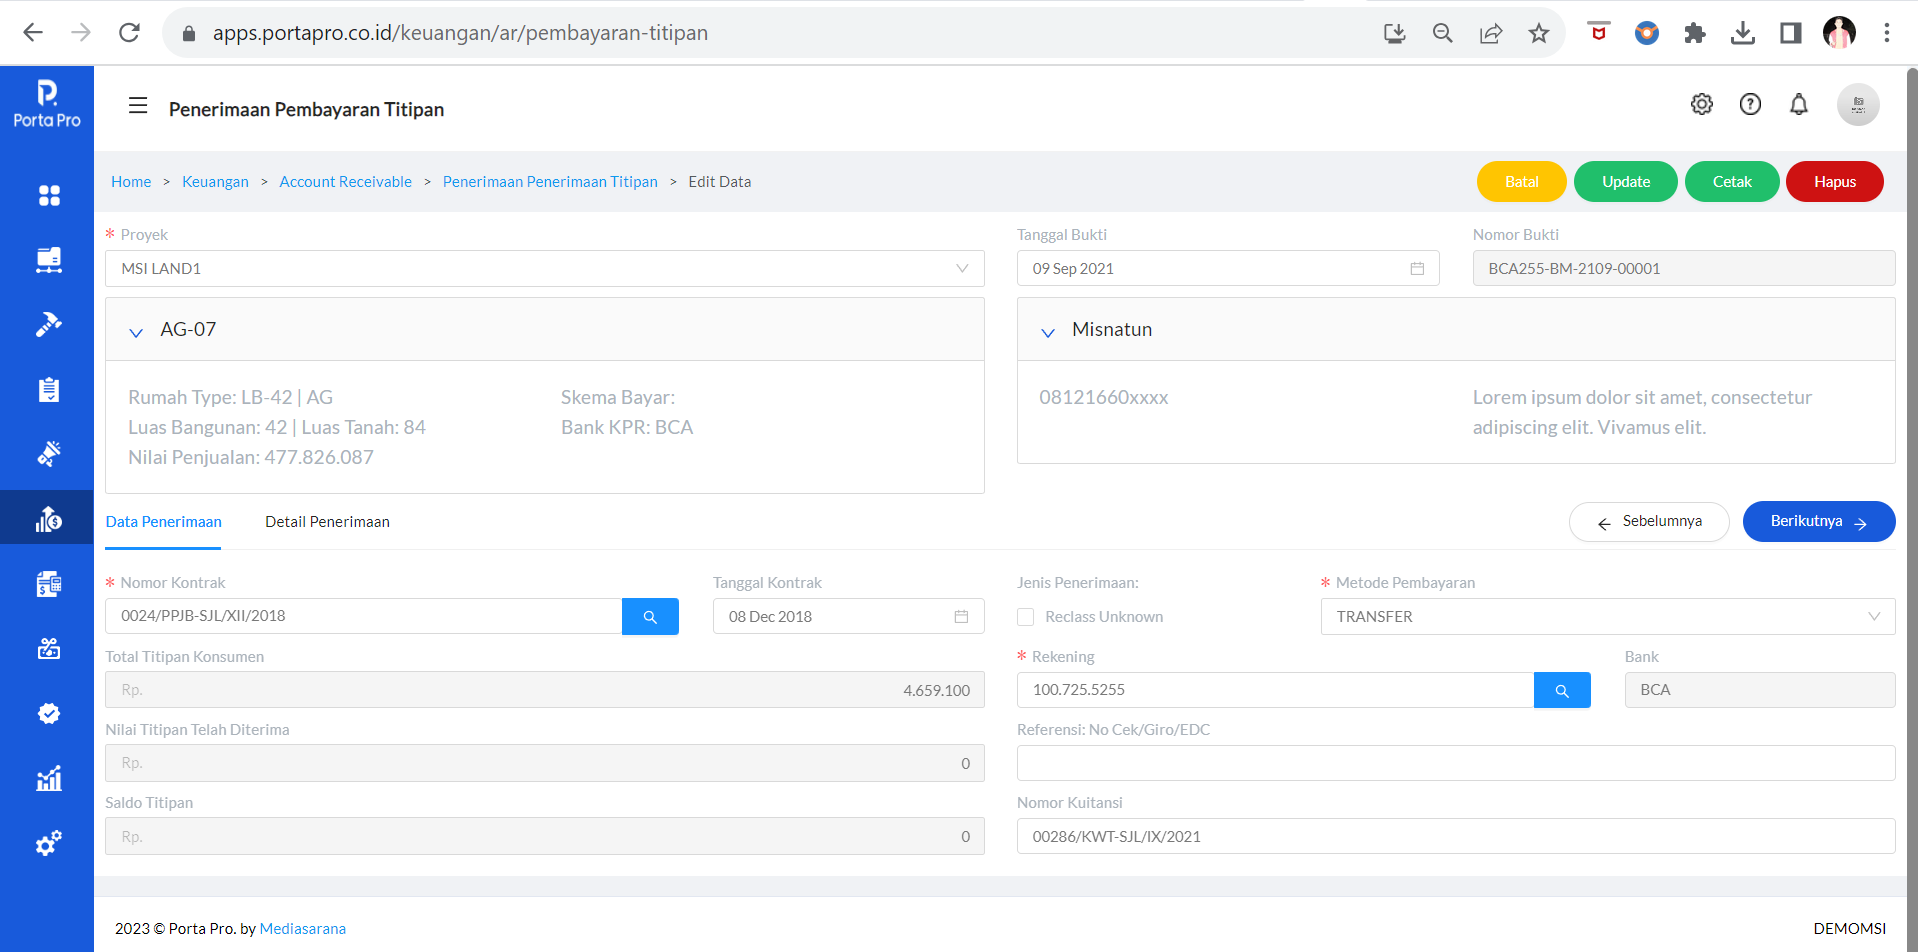 apps.portapro.co.id/keuangan/ar/pembayaran-titipan
Porta Pro
Penerimaan Pembayaran Titipan
Home > Keuangan > Account Receivable > Penerimaan Penerimaan Titipan > Edit Data
Batal Update Cetak Hapus
* Proyek
MSI LAND1
Tanggal Bukti
09 Sep 2021
Nomor Bukti
BCA255-BM-2109-00001
AG-07
Rumah Type: LB-42 | AG
Luas Bangunan: 42 | Luas Tanah: 84
Nilai Penjualan: 477.826.087
Skema Bayar:
Bank KPR: BCA
Misnatun
08121660xxxx
Lorem ipsum dolor sit amet, consectetur
adipiscing elit. Vivamus elit.
Data Penerimaan Detail Penerimaan
← Sebelumnya Berikutnya →
* Nomor Kontrak
0024/PPJB-SJL/XII/2018
Tanggal Kontrak
08 Dec 2018
Jenis Penerimaan:
Reclass Unknown
* Metode Pembayaran
TRANSFER
Total Titipan Konsumen
Rp. 4.659.100
* Rekening
100.725.5255
Bank
BCA
Nilai Titipan Telah Diterima
Rp. 0
Referensi: No Cek/Giro/EDC
Saldo Titipan
Rp. 0
Nomor Kuitansi
00286/KWT-SJL/IX/2021
2023 © Porta Pro. by Mediasarana
DEMOMSI